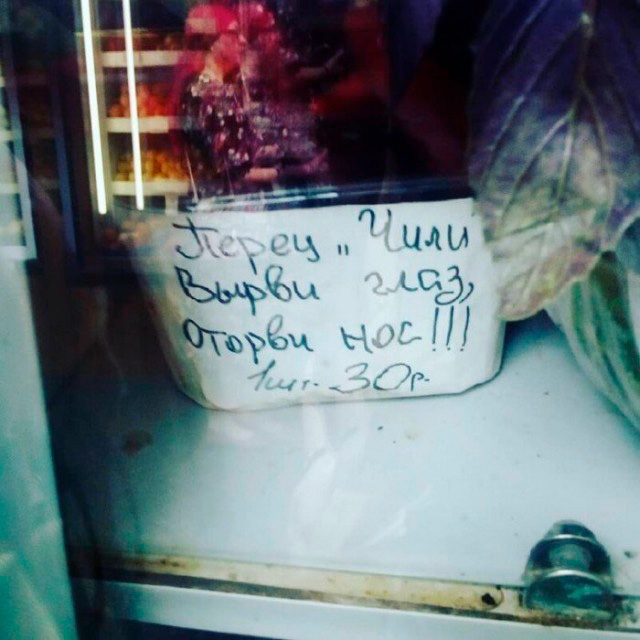 Перец „Чили
Вырви глаз,
Оторви нос!!!
1шт. 30р.